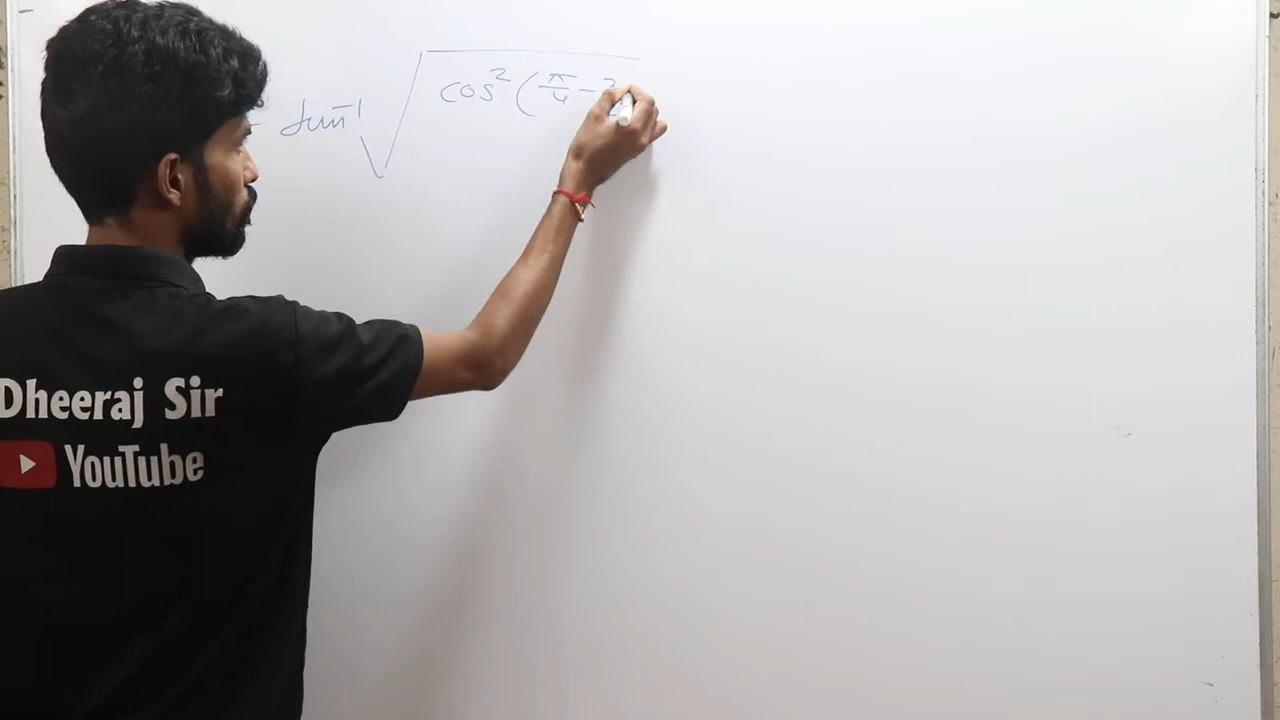 sin⁻¹ √cos²(π/4 -
Dheeraj Sir
YouTube